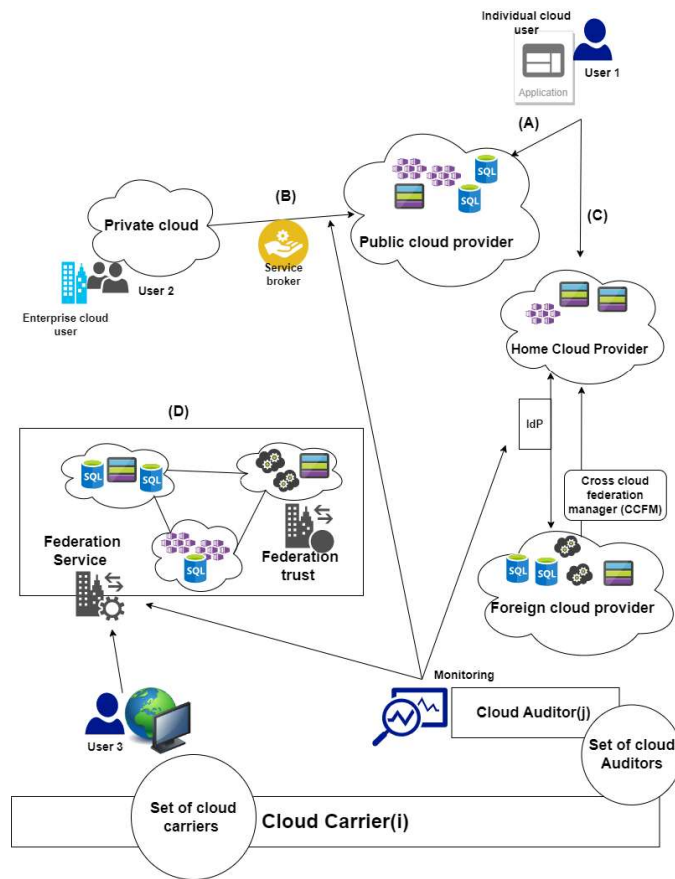 Individual cloud
user
User 1
Application
(A)
(B)
(C)
SQL
SQL
Private cloud
Public cloud provider
Service
broker
User 2
Enterprise cloud
user
Home Cloud Provider
(D)
IdP
SQL
SQL
Cross cloud
federation
manager (CCFM)
Federation
Service
SQL
Federation
trust
SQL
SQL
Foreign cloud provider
Monitoring
Cloud Auditor(j)
User 3
Set of cloud
Auditors
Set of cloud
carriers
Cloud Carrier(i)